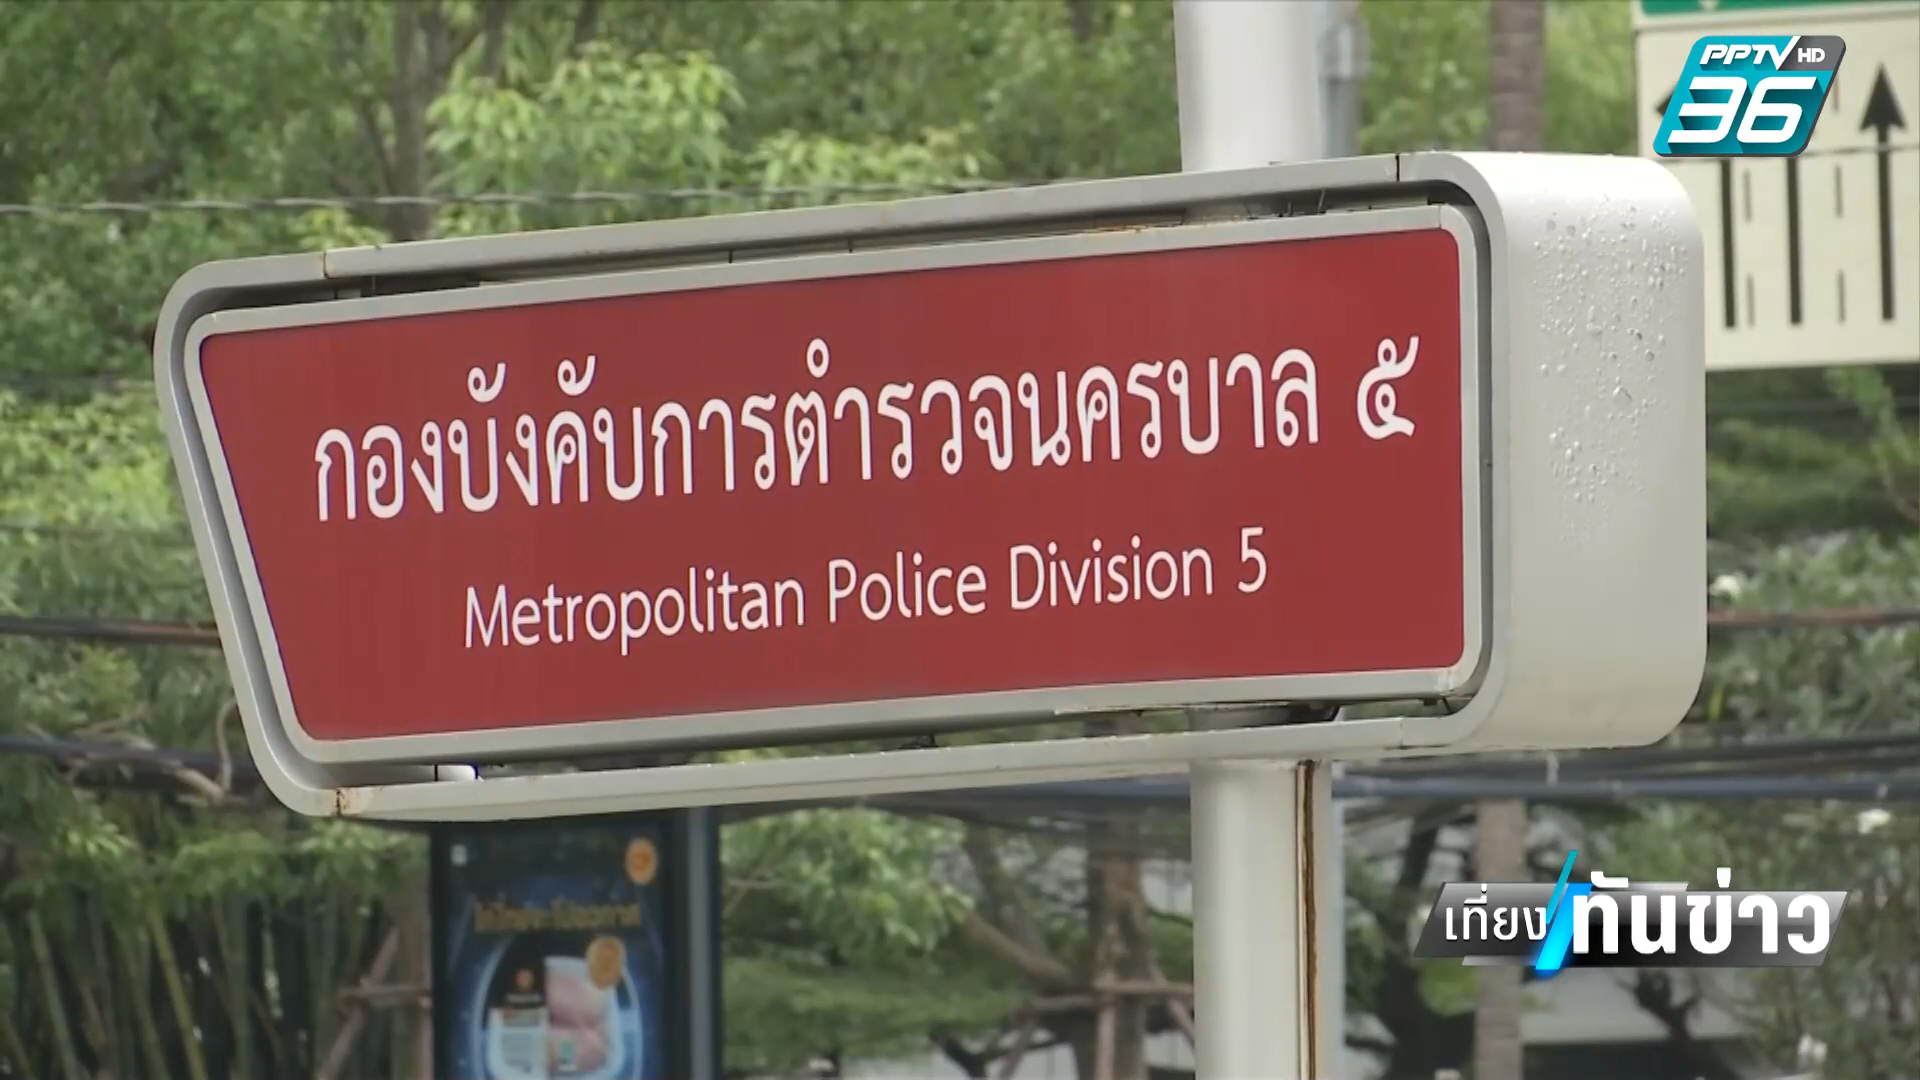 PPTV HD
36
กองบังคับการตำรวจนครบาล ๕
Metropolitan Police Division 5
เที่ยงทันข่าว